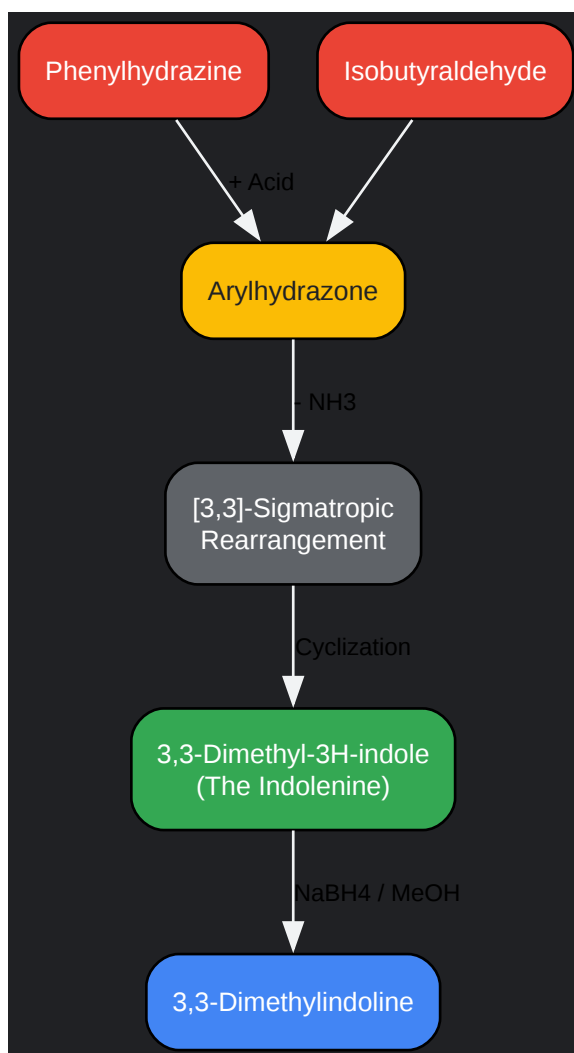 Phenylhydrazine
Isobutyraldehyde
+ Acid
Arylhydrazone
- NH3
[3,3]-Sigmatropic
Rearrangement
Cyclization
3,3-Dimethyl-3H-indole
(The Indolenine)
NaBH4 / MeOH
3,3-Dimethylindoline